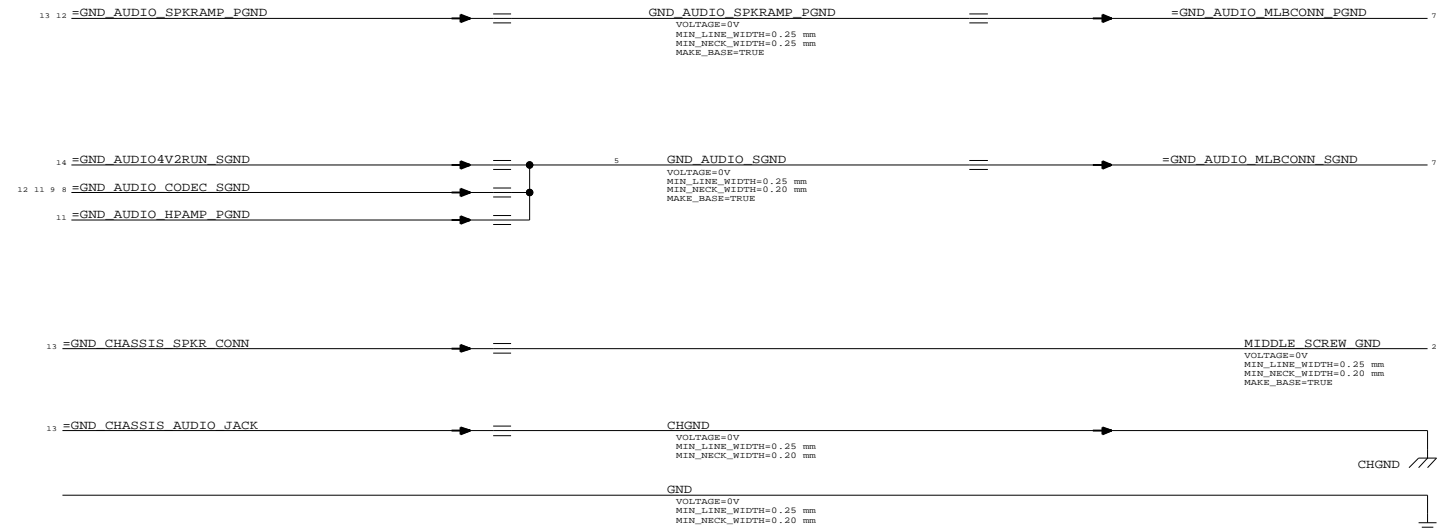 13 12 =GND_AUDIO_SPKRAMP_PGND GND_AUDIO_SPKRAMP_PGND =GND_AUDIO_MLBCONN_PGND 7
VOLTAGE=0V
MIN_LINE_WIDTH=0.25 mm
MIN_NECK_WIDTH=0.25 mm
MAKE_BASE=TRUE
14 =GND_AUDIO4V2RUN_SGND 5 GND_AUDIO_SGND =GND_AUDIO_MLBCONN_SGND 7
VOLTAGE=0V
MIN_LINE_WIDTH=0.25 mm
12 11 9 8 =GND_AUDIO_CODEC_SGND MIN_NECK_WIDTH=0.20 mm
MAKE_BASE=TRUE
11 =GND_AUDIO_HPAMP_PGND
13 =GND_CHASSIS_SPKR_CONN MIDDLE_SCREW_GND 2
VOLTAGE=0V
MIN_LINE_WIDTH=0.25 mm
MIN_NECK_WIDTH=0.20 mm
MAKE_BASE=TRUE
13 =GND_CHASSIS_AUDIO_JACK CHGND
VOLTAGE=0V
MIN_LINE_WIDTH=0.25 mm
MIN_NECK_WIDTH=0.20 mm
CHGND
GND
VOLTAGE=0V
MIN_LINE_WIDTH=0.25 mm
MIN_NECK_WIDTH=0.20 mm